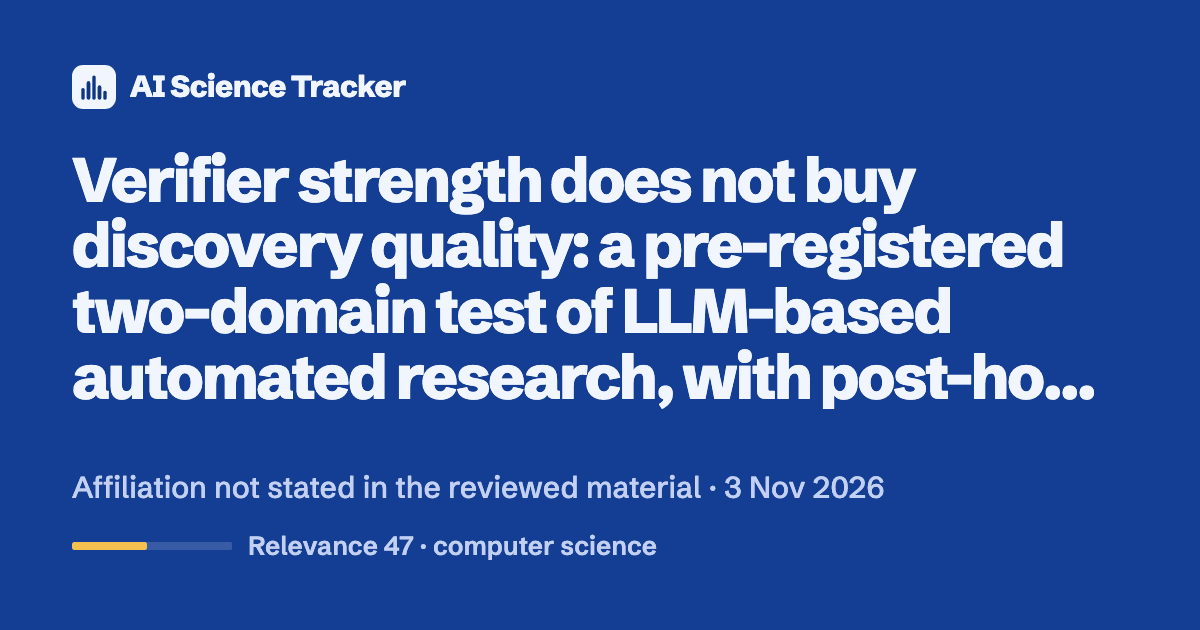 AI Science Tracker
Verifier strength does not buy
discovery quality: a pre-registered
two-domain test of LLM-based
automated research, with post-ho...
Affiliation not stated in the reviewed material · 3 Nov 2026
Relevance 47 · computer science